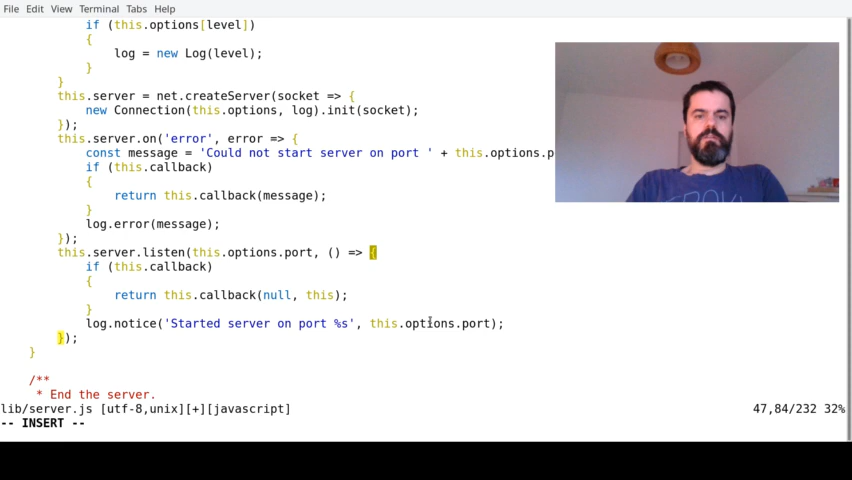 File Edit View Terminal Tabs Help
if (this.options[level])
{
log = new Log(level);
}
}
this.server = net.createServer(socket => {
new Connection(this.options, log).init(socket);
});
this.server.on('error', error => {
const message = 'Could not start server on port ' + this.options.p
if (this.callback)
{
return this.callback(message);
}
log.error(message);
});
this.server.listen(this.options.port, () => {
if (this.callback)
{
return this.callback(null, this);
}
log.notice('Started server on port %s', this.options.port);
});
}
/**
* End the server.
lib/server.js [utf-8,unix][+][javascript] 47,84/232 32%
-- INSERT --